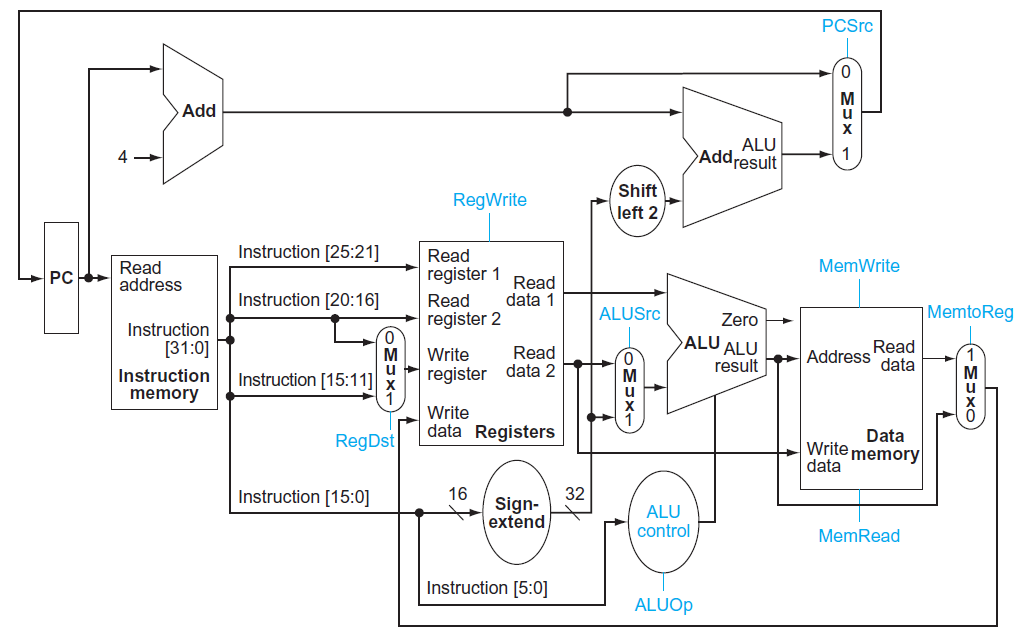 PCSrc
0
M
u
x
1
Add
4
Add
ALU
result
Shift
left 2
RegWrite
PC
Read
address
Instruction
[31:0]
Instruction
memory
Instruction [25:21]
Instruction [20:16]
Instruction [15:11]
0
M
u
x
1
RegDst
Read
register 1
Read
register 2
Write
register
Write
data
Read
data 1
Read
data 2
Registers
ALUSrc
0
M
u
x
1
Zero
ALU
ALU
result
MemWrite
Address
Read
data
Write
data
Data
memory
MemRead
MemtoReg
1
M
u
x
0
Instruction [15:0]
16
Sign-
extend
32
ALU
control
Instruction [5:0]
ALUOp